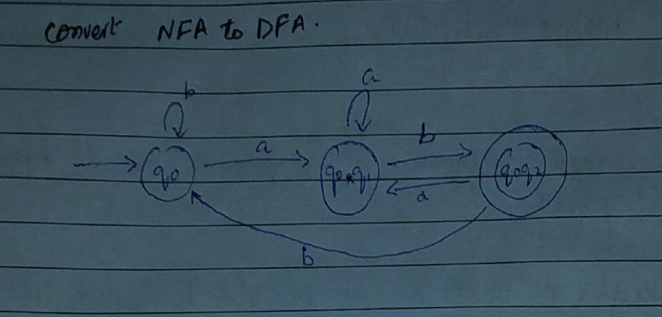 Convert NFA to DFA.
b a
a b
q0 q0q1 q0q2
a
b